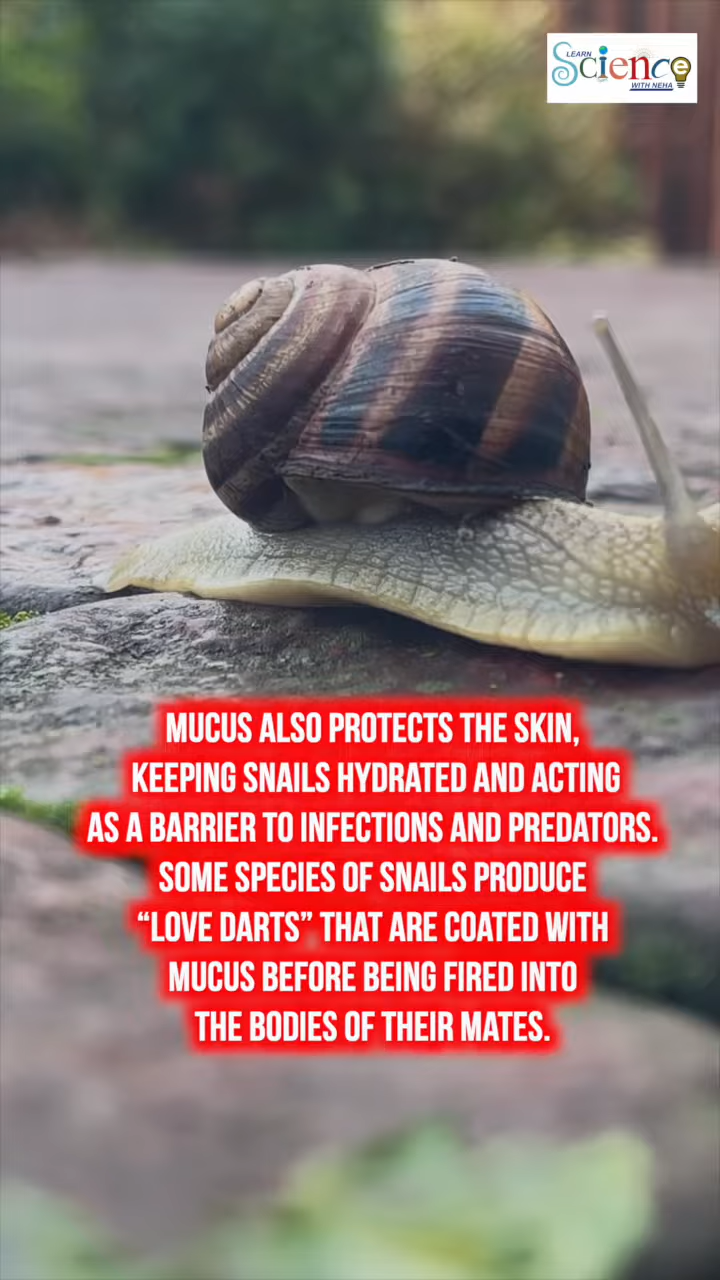 LEARN
Science
WITH NEHA
MUCUS ALSO PROTECTS THE SKIN,
KEEPING SNAILS HYDRATED AND ACTING
AS A BARRIER TO INFECTIONS AND PREDATORS.
SOME SPECIES OF SNAILS PRODUCE
“LOVE DARTS” THAT ARE COATED WITH
MUCUS BEFORE BEING FIRED INTO
THE BODIES OF THEIR MATES.